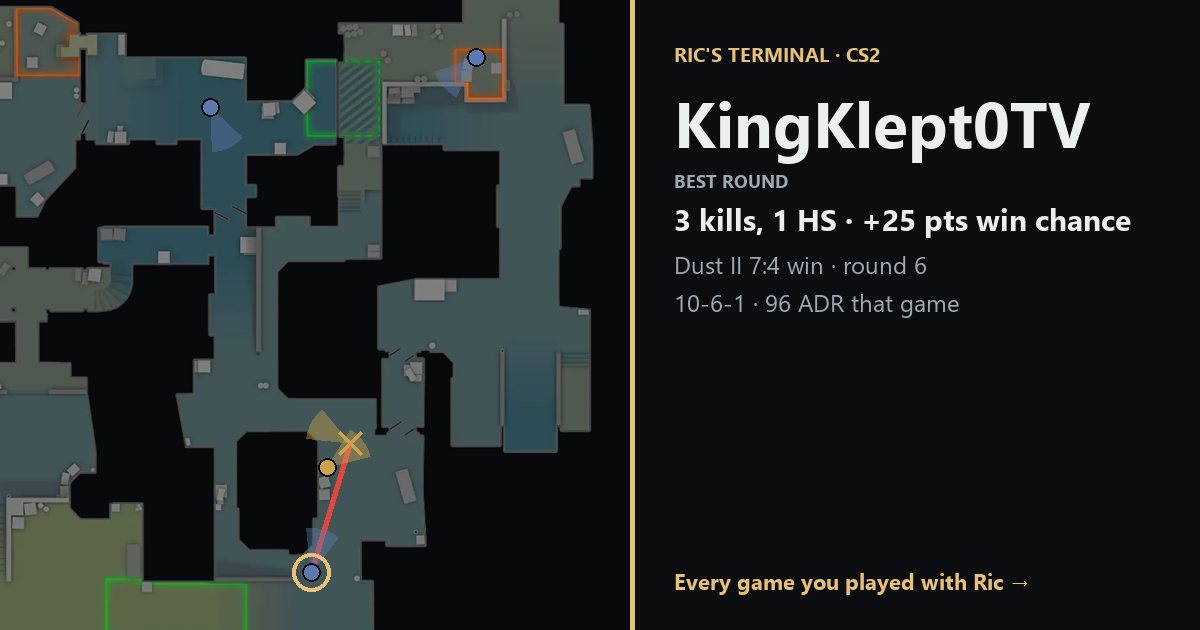 RIC'S TERMINAL · CS2
KingKlept0TV
BEST ROUND
3 kills, 1 HS · +25 pts win chance
Dust II 7:4 win · round 6
10-6-1 · 96 ADR that game
Every game you played with Ric →